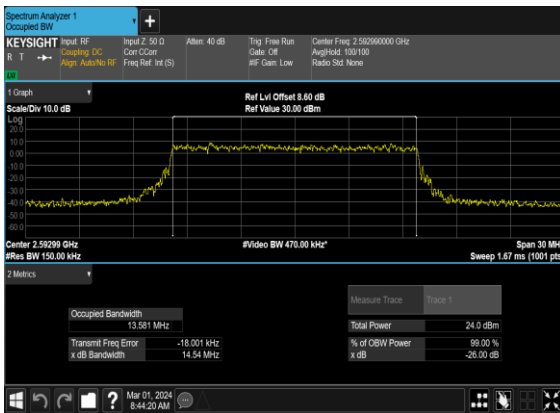 Spectrum Analyzer 1
Occupied BW
KEYSIGHT
R T
LV
Input: RF
Coupling: DC
Align: Auto/No RF
Input Z: 50 Ω
Corr CCorr
Freq Ref: Int (S)
Atten: 40 dB
Trig: Free Run
Gate: Off
#IF Gain: Low
Center Freq: 2.592990000 GHz
Avg|Hold: 100/100
Radio Std: None
1 Graph
Scale/Div 10.0 dB
Ref Lvl Offset 8.60 dB
Ref Value 30.00 dBm
Log
20.0
10.0
0.00
-10.0
-20.0
-30.0
-40.0
-50.0
-60.0
Center 2.59299 GHz
#Res BW 150.00 kHz
#Video BW 470.00 kHz*
Span 30 MH
Sweep 1.67 ms (1001 pts
2 Metrics
Measure Trace Trace 1
Occupied Bandwidth
13.581 MHz
Total Power 24.0 dBm
Transmit Freq Error -18.001 kHz
% of OBW Power 99.00 %
x dB Bandwidth 14.54 MHz
x dB -26.00 dB
?
Mar 01, 2024
8:44:20 AM